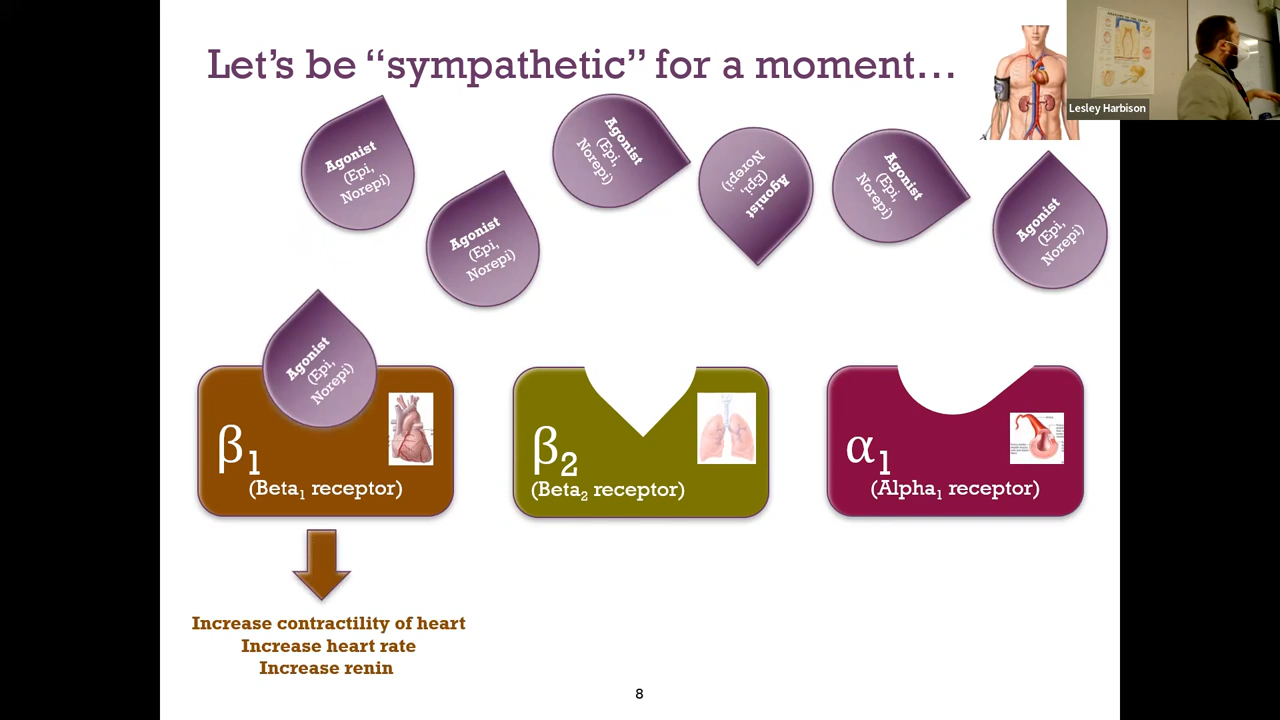 Let's be “sympathetic” for a moment…
Lesley Harbison
Agonist
(Epi,
Norepi)
Agonist
(Epi,
Norepi)
Agonist
(Epi,
Norepi)
Agonist
(Epi,
Norepi)
Agonist
(Epi,
Norepi)
Agonist
(Epi,
Norepi)
Agonist
(Epi,
Norepi)
β₁
(Beta₁ receptor)
β₂
(Beta₂ receptor)
α₁
(Alpha₁ receptor)
Increase contractility of heart
Increase heart rate
Increase renin
8